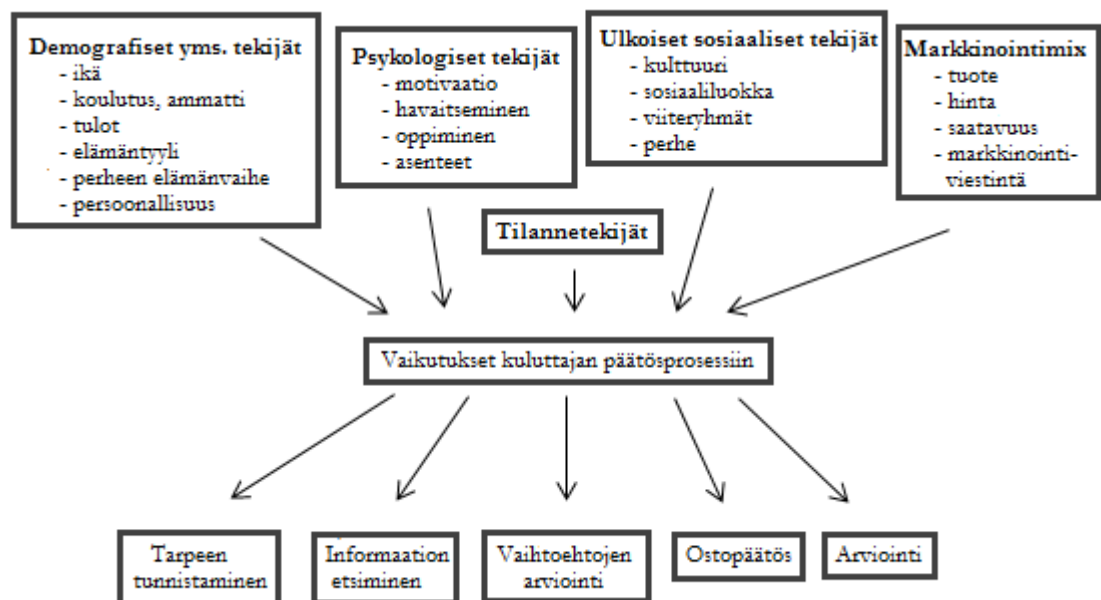 Demografiset yms. tekijät
- ikä
- koulutus, ammatti
- tulot
- elämäntyyli
- perheen elämänvaihe
- persoonallisuus
Psykologiset tekijät
- motivaatio
- havaitseminen
- oppiminen
- asenteet
Ulkoiset sosiaaliset tekijät
- kulttuuri
- sosiaaliluokka
- viiteryhmät
- perhe
Markkinointimix
- tuote
- hinta
- saatavuus
- markkinointi-
viestintä
Tilannetekijät
Vaikutukset kuluttajan päätösprosessiin
Tarpeen
tunnistaminen
Informaation
etsiminen
Vaihtoehtojen
arviointi
Ostopäätös
Arviointi